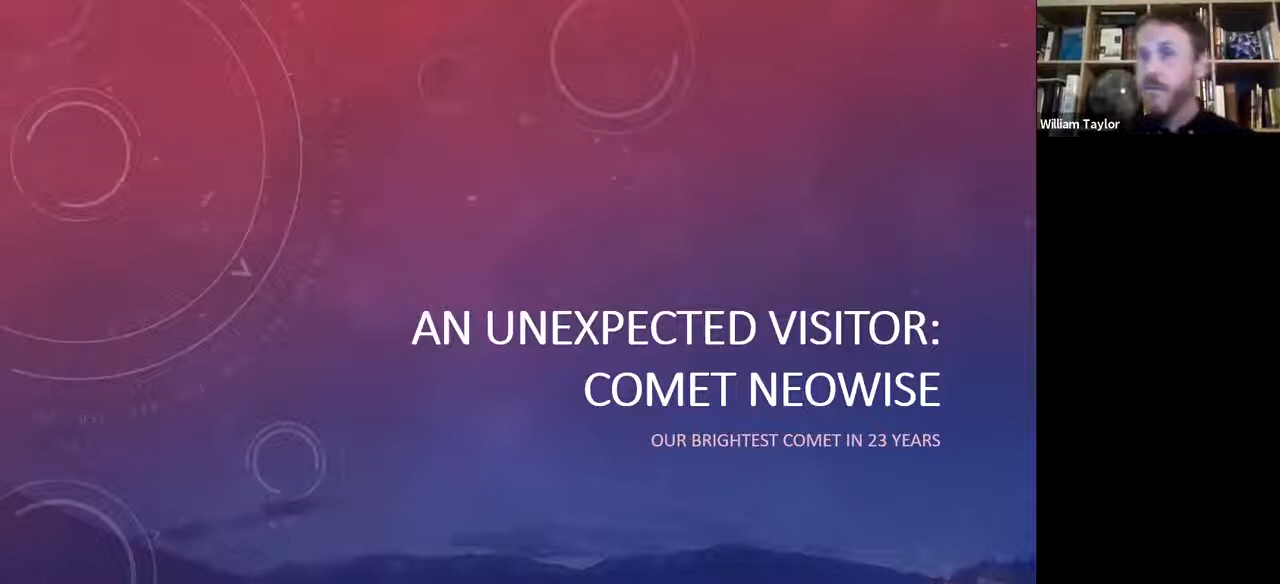 AN UNEXPECTED VISITOR:
COMET NEOWISE
OUR BRIGHTEST COMET IN 23 YEARS
William Taylor